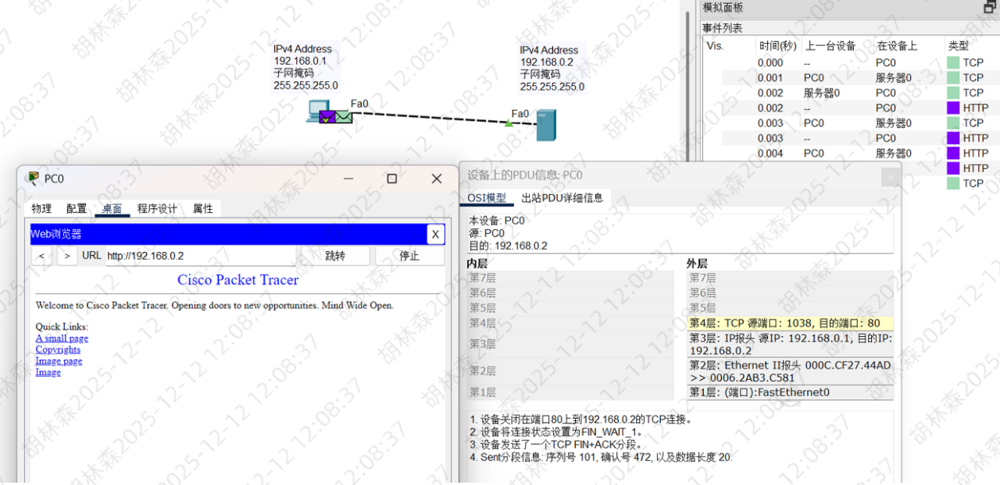 模拟面板
事件列表
Vis. 时间(秒) 上一台设备 在设备上 类型
0.000 -- PC0 TCP
0.001 PC0 服务器0 TCP
0.002 服务器0 PC0 TCP
0.002 -- PC0 HTTP
0.003 PC0 服务器0 TCP
0.003 -- PC0 HTTP
0.004 PC0 服务器0 HTTP
HTTP
TCP
IPv4 Address
192.168.0.1
子网掩码
255.255.255.0
Fa0
IPv4 Address
192.168.0.2
子网掩码
255.255.255.0
Fa0
PC0
物理 配置 桌面 程序设计 属性
Web浏览器 X
< > URL http://192.168.0.2 跳转 停止
Cisco Packet Tracer
Welcome to Cisco Packet Tracer. Opening doors to new opportunities. Mind Wide Open.
Quick Links:
A small page
Copyrights
Image page
Image
设备上的PDU信息: PC0
OSI模型 出站PDU详细信息
本设备: PC0
源: PC0
目的: 192.168.0.2
内层
第7层
第6层
第5层
第4层
第3层
第2层
第1层
外层
第7层
第6层
第5层
第4层: TCP 源端口: 1038, 目的端口: 80
第3层: IP报头 源IP: 192.168.0.1, 目的IP:
192.168.0.2
第2层: Ethernet II报头 000C.CF27.44AD
>> 0006.2AB3.C581
第1层: (端口):FastEthernet0
1. 设备关闭在端口80上到192.168.0.2的TCP连接。
2. 设备将连接状态设置为FIN_WAIT_1。
3. 设备发送了一个TCP FIN+ACK分段。
4. Sent分段信息: 序列号 101, 确认号 472, 以及数据长度 20.
胡林森2025-12-12 12:08:37